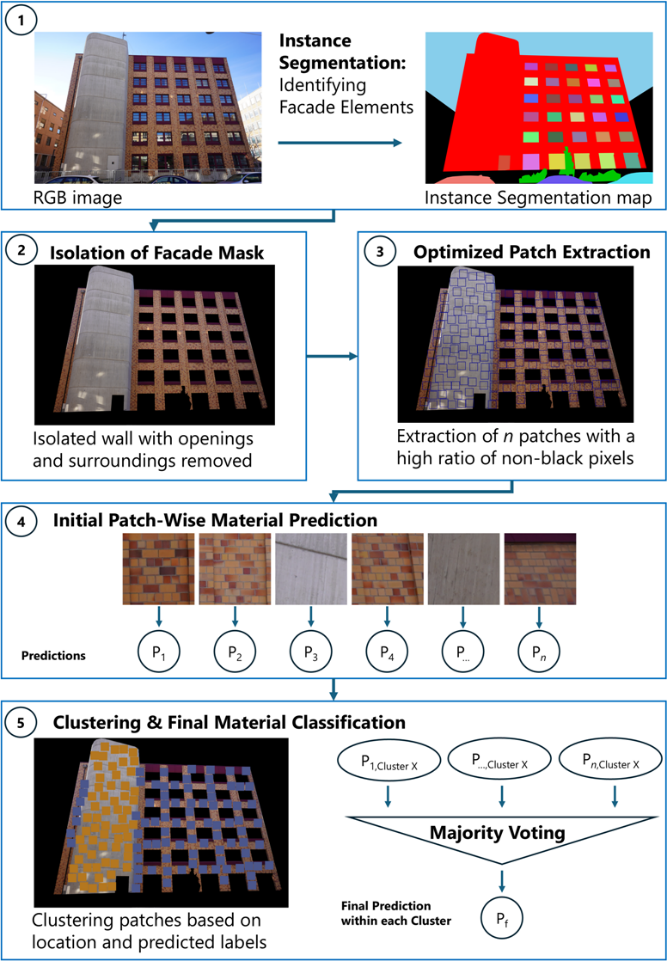 1
Instance
Segmentation:
Identifying
Facade Elements
RGB image
Instance Segmentation map
2
Isolation of Facade Mask
Isolated wall with openings
and surroundings removed
3
Optimized Patch Extraction
Extraction of n patches with a
high ratio of non-black pixels
4
Initial Patch-Wise Material Prediction
Predictions
P1
P2
P3
P4
P...
Pn
5
Clustering & Final Material Classification
Clustering patches based on
location and predicted labels
P1,Cluster X
P...,Cluster X
Pn,Cluster X
Majority Voting
Final Prediction
within each Cluster
Pf